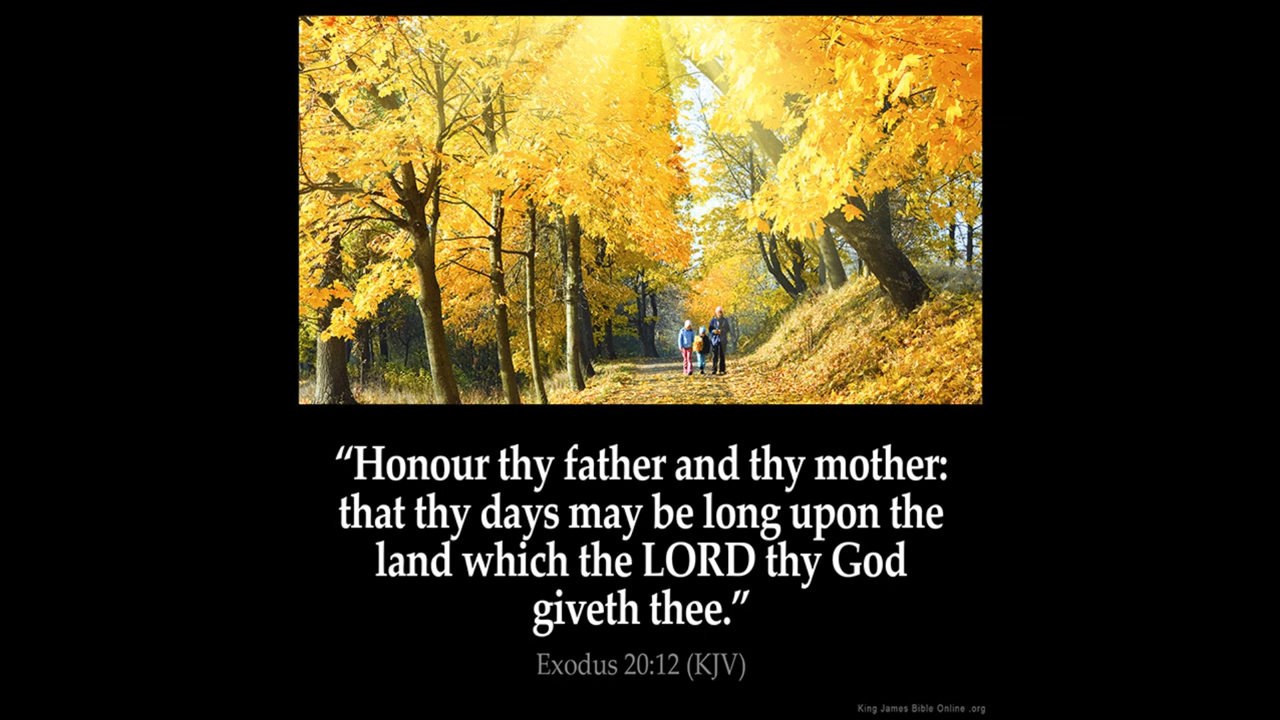 “Honour thy father and thy mother:
that thy days may be long upon the
land which the LORD thy God
giveth thee.”
Exodus 20:12 (KJV)
King James Bible Online .org